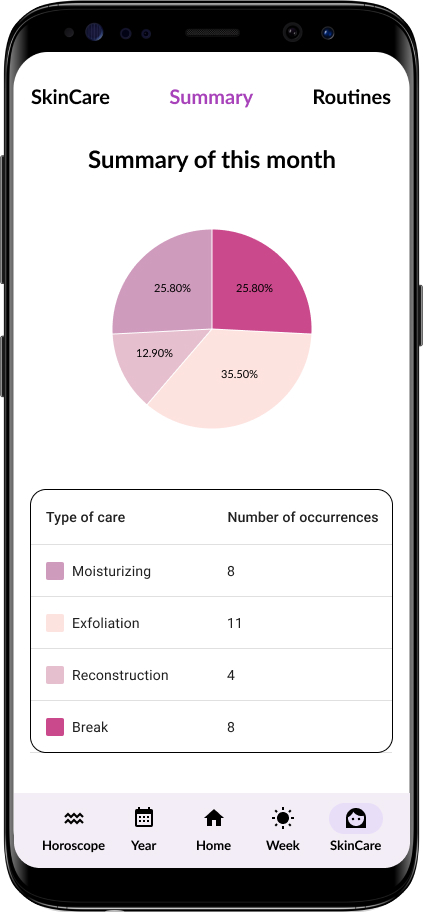 SkinCare Summary Routines
Summary of this month
25.80% 25.80%
12.90%
35.50%
Type of care Number of occurrences
Moisturizing 8
Exfoliation 11
Reconstruction 4
Break 8
Horoscope Year Home Week SkinCare